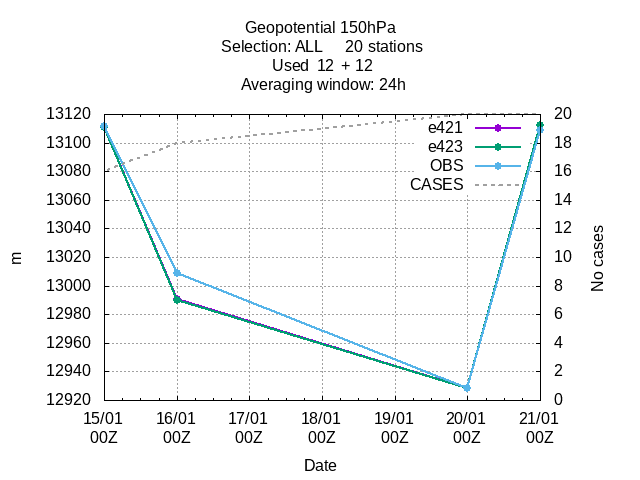 Geopotential 150hPa
Selection: ALL 20 stations
Used 12 + 12
Averaging window: 24h
13120
13100
13080
13060
13040
13020
13000
12980
12960
12940
12920
m
20
18
16
14
12
10
8
6
4
2
0
No cases
e421
e423
OBS
CASES
15/01 16/01 17/01 18/01 19/01 20/01 21/01
00Z 00Z 00Z 00Z 00Z 00Z 00Z
Date